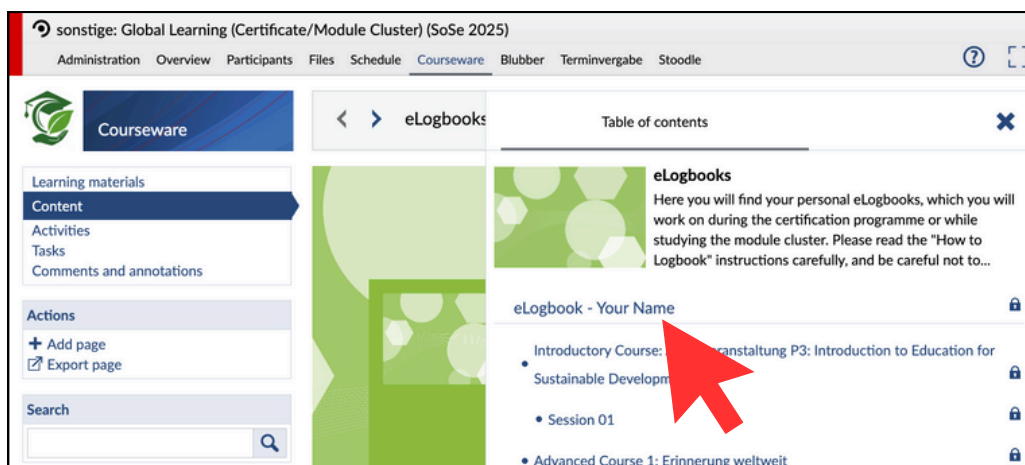 sonstige: Global Learning (Certificate/Module Cluster) (SoSe 2025)
Administration Overview Participants Files Schedule Courseware Blubber Terminvergabe Stoodle
Courseware
Learning materials
Content
Activities
Tasks
Comments and annotations
Actions
Add page
Export page
Search
eLogbooks
Table of contents
eLogbooks
Here you will find your personal eLogbooks, which you will
work on during the certification programme or while
studying the module cluster. Please read the "How to
Logbook" instructions carefully, and be careful not to...
eLogbook - Your Name
Introductory Course: P3: Introduction to Education for
Sustainable
Session 01
Advanced Course 1: Erinnerung weltweit